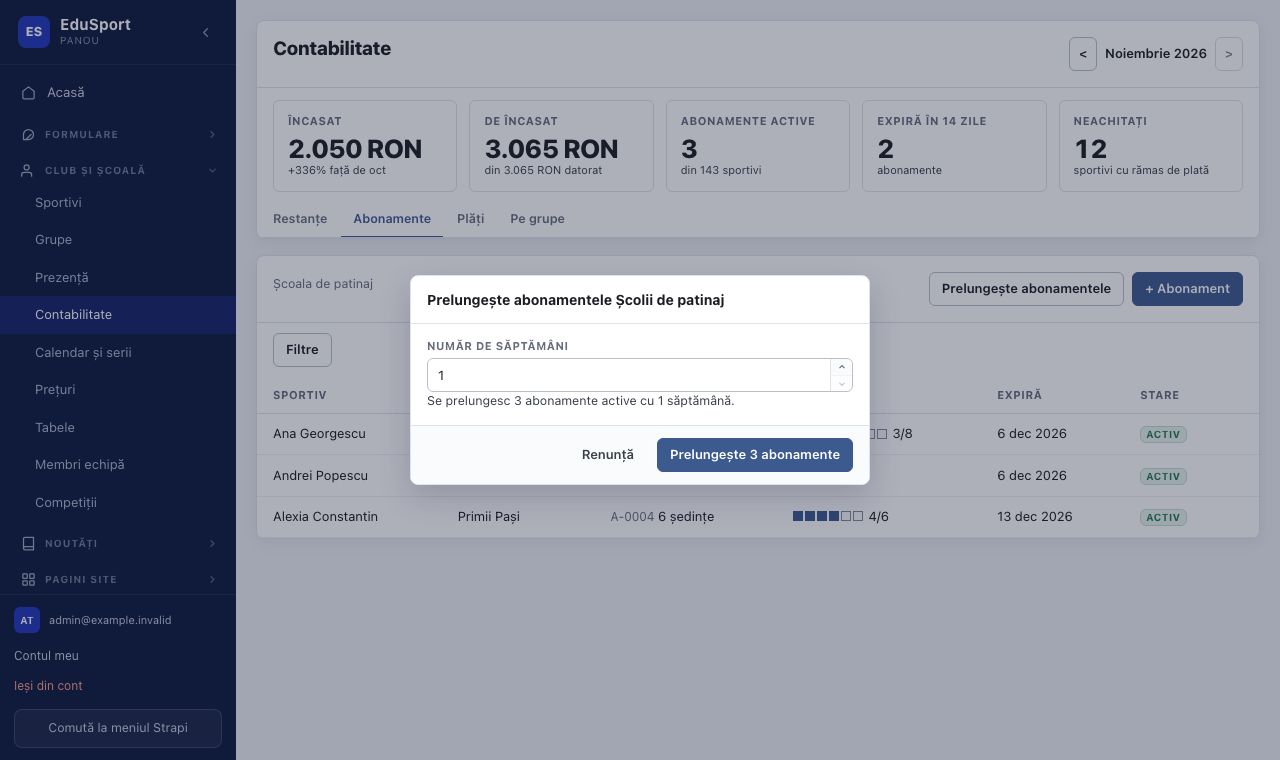 ES EduSport
PANOU
Acasă
FORMULARE
CLUB ȘI ȘCOALĂ
Sportivi
Grupe
Prezență
Contabilitate
Calendar și serii
Prețuri
Tabele
Membri echipă
Competiții
NOUTĂȚI
PAGINI SITE
AT admin@example.invalid
Contul meu
Ieși din cont
Comută la meniul Strapi
Contabilitate
< Noiembrie 2026 >
ÎNCASAT
2.050 RON
+336% față de oct
DE ÎNCASAT
3.065 RON
din 3.065 RON datorat
ABONAMENTE ACTIVE
3
din 143 sportivi
EXPIRĂ ÎN 14 ZILE
2
abonamente
NEACHITAȚI
12
sportivi cu rămas de plată
Restanțe Abonamente Plăți Pe grupe
Școala de patinaj
Prelungește abonamentele + Abonament
Filtre
SPORTIV EXPIRĂ STARE
Ana Georgescu 3/8 6 dec 2026 ACTIV
Andrei Popescu 6 dec 2026 ACTIV
Alexia Constantin Primii Pași A-0004 6 ședințe 4/6 13 dec 2026 ACTIV
Prelungește abonamentele Școlii de patinaj
NUMĂR DE SĂPTĂMÂNI
1
Se prelungesc 3 abonamente active cu 1 săptămână.
Renunță Prelungește 3 abonamente